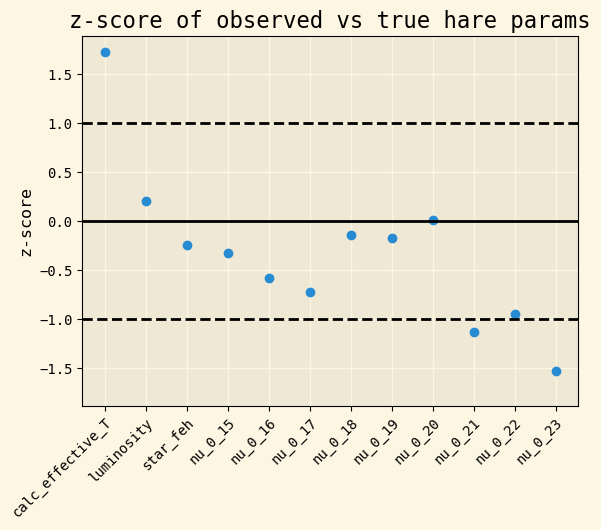 z-score of observed vs true hare params
z-score
1.5
1.0
0.5
0.0
−0.5
−1.0
−1.5
calc_effective_T
luminosity
star_feh
nu_0_15
nu_0_16
nu_0_17
nu_0_18
nu_0_19
nu_0_20
nu_0_21
nu_0_22
nu_0_23